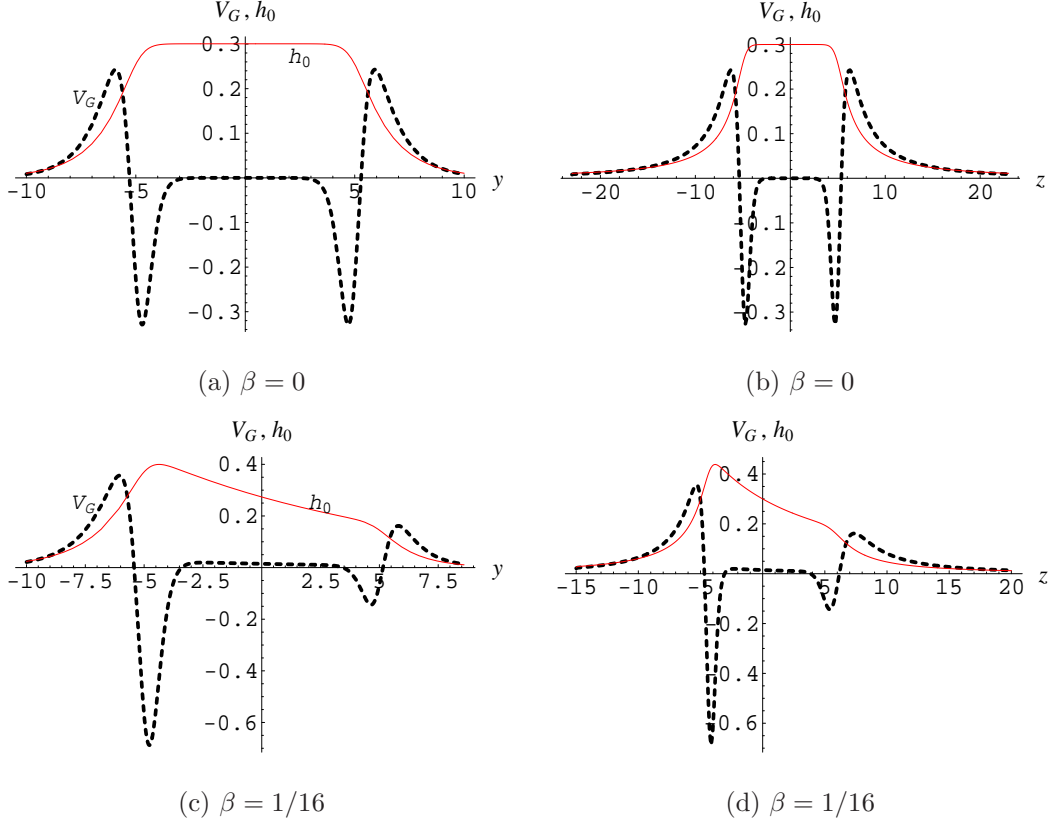 V_G, h_0
0.3
0.2
0.1
-0.1
-0.2
-0.3
-10
-5
5
10
y
V_G
h_0
(a) β = 0
V_G, h_0
0.3
0.2
0.1
-0.1
-0.2
-0.3
-20
-10
10
20
z
(b) β = 0
V_G, h_0
0.4
0.2
-0.2
-0.4
-0.6
-10
-7.5
-5
-2.5
2.5
5
7.5
y
V_G
h_0
(c) β = 1/16
V_G, h_0
0.4
0.2
-0.2
-0.4
-0.6
-15
-10
-5
5
10
15
20
z
(d) β = 1/16